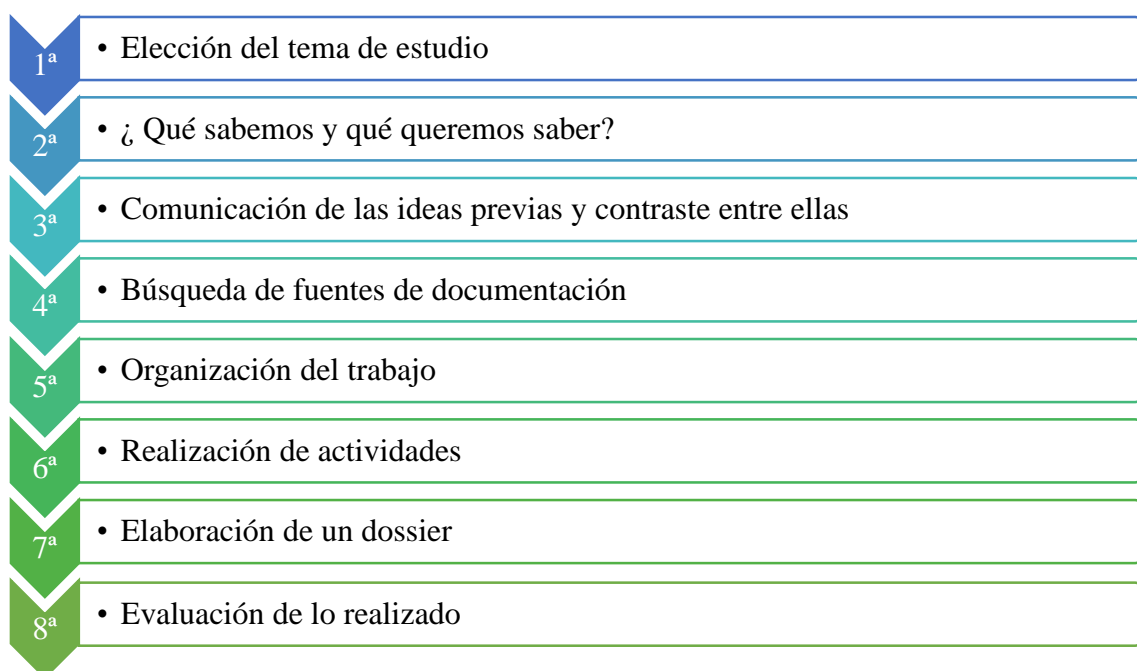 1ª
• Elección del tema de estudio
2ª
• ¿ Qué sabemos y qué queremos saber?
3ª
• Comunicación de las ideas previas y contraste entre ellas
4ª
• Búsqueda de fuentes de documentación
5ª
• Organización del trabajo
6ª
• Realización de actividades
7ª
• Elaboración de un dossier
8ª
• Evaluación de lo realizado